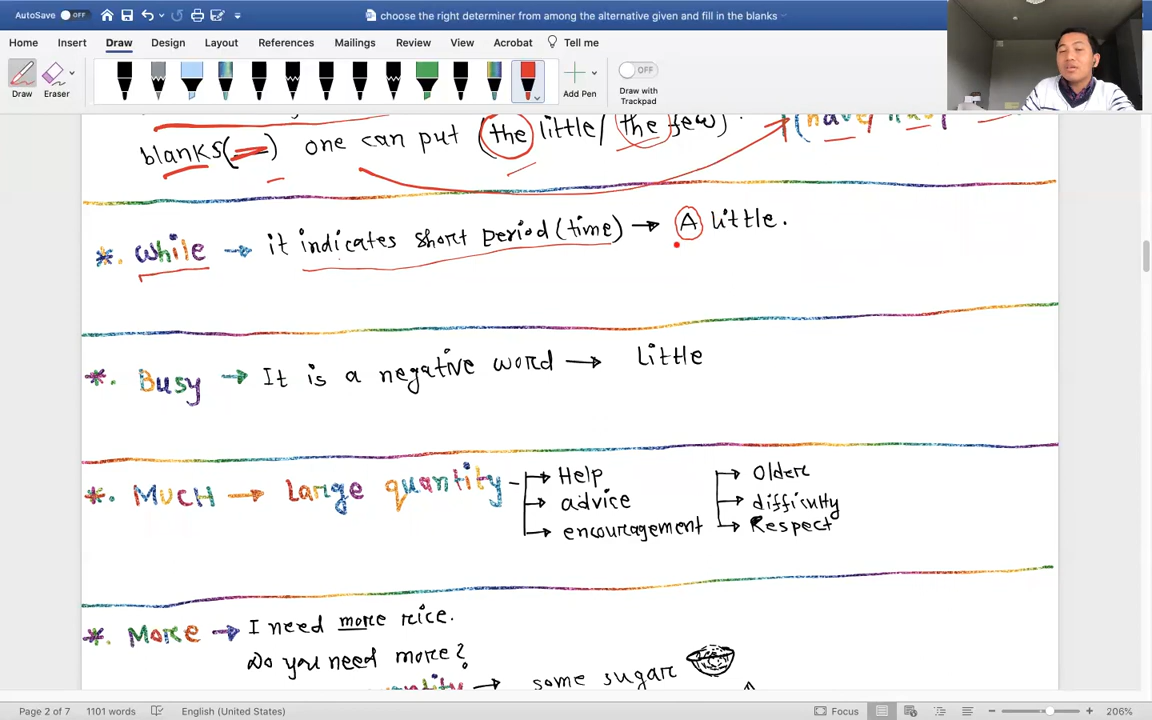 AutoSave OFF
choose the right determiner from among the alternative given and fill in the blanks
Home Insert Draw Design Layout References Mailings Review View Acrobat Tell me
Draw Eraser Add Pen OFF Draw with Trackpad
blanks( ) one can put (the little/ the few). (have/ has)
*. While → it indicates short period (time) → A little.
*. Busy → It is a negative word → little
*. MUCH → Large quantity → Help → advice → encouragement → Older → difficulty → Respect
*. More → I need more rice.
Do you need more?
→ some sugar
Page 2 of 7 1101 words English (United States) Focus 206%